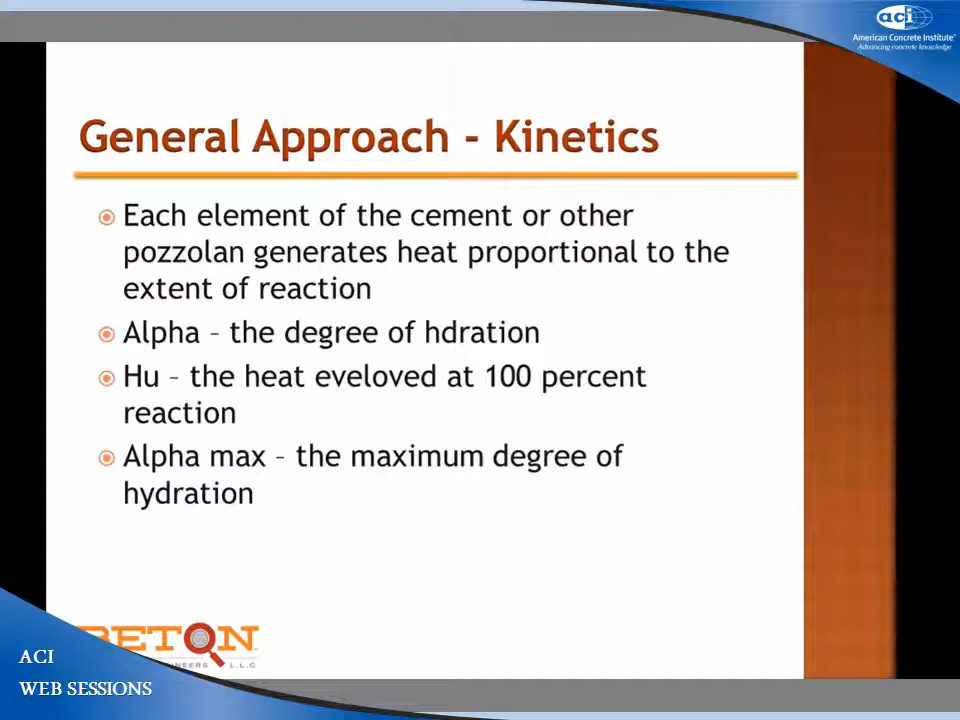 aci
American Concrete Institute®
Advancing concrete knowledge
General Approach - Kinetics
Each element of the cement or other
pozzolan generates heat proportional to the
extent of reaction
Alpha – the degree of hdration
Hu – the heat eveloved at 100 percent
reaction
Alpha max – the maximum degree of
hydration
BETON
L.L.C
ACI
WEB SESSIONS